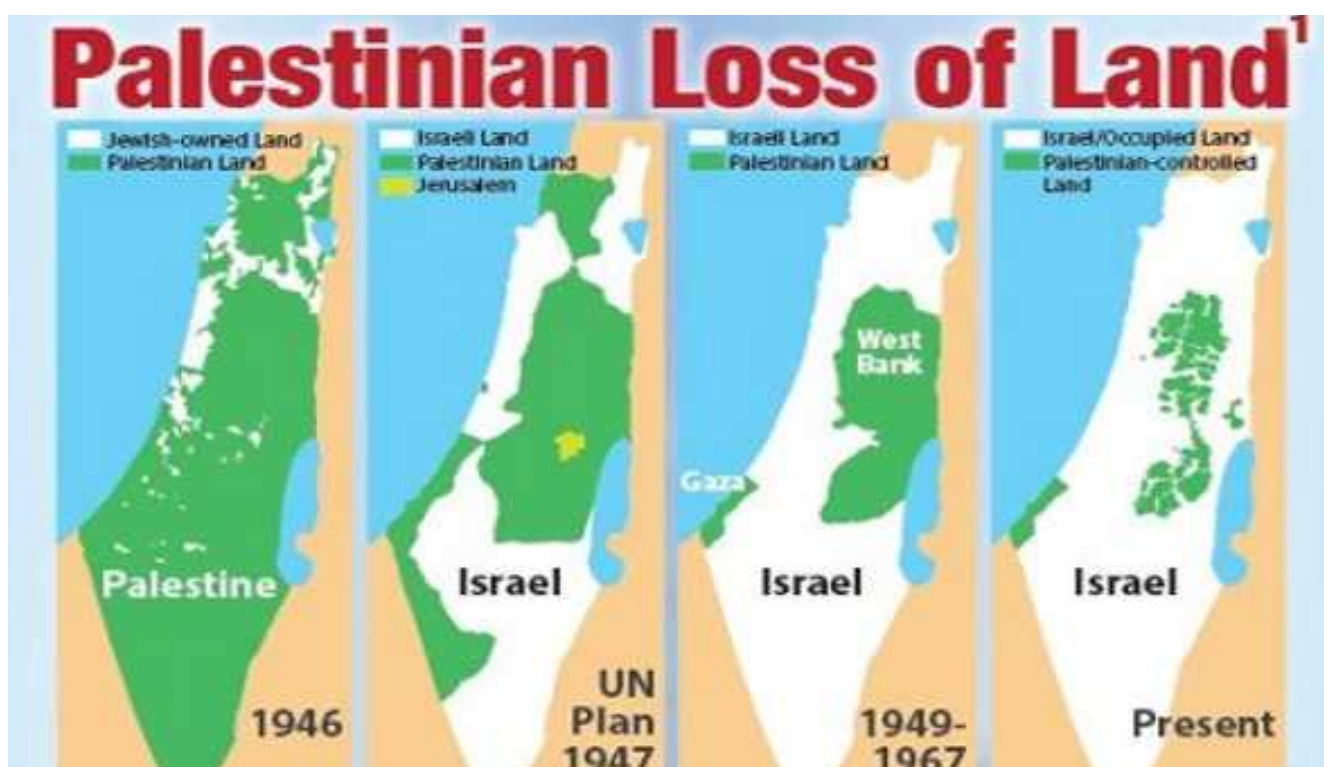 Palestinian Loss of Land¹
Jewish-owned Land
Palestinian Land
Palestine
1946
Israeli Land
Palestinian Land
Jerusalem
Israel
UN
Plan
1947
Israeli Land
Palestinian Land
West
Bank
Gaza
Israel
1949-
1967
Israel/Occupied Land
Palestinian-controlled
Land
Israel
Present